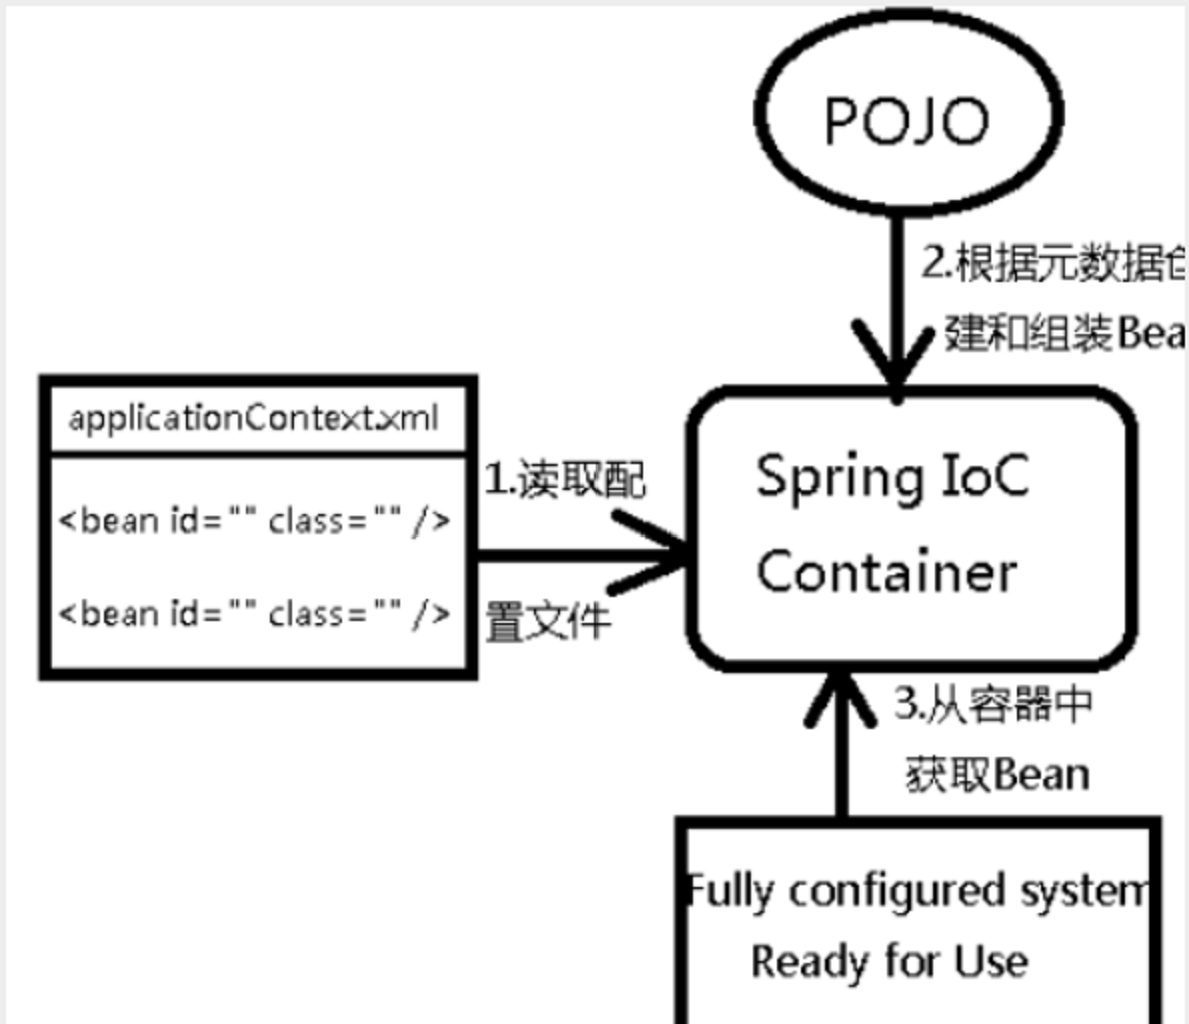 POJO
2.根据元数据创
建和组装Bea
applicationContext.xml
<bean id="" class="" />
<bean id="" class="" />
1.读取配
置文件
Spring IoC
Container
3.从容器中
获取Bean
Fully configured system
Ready for Use